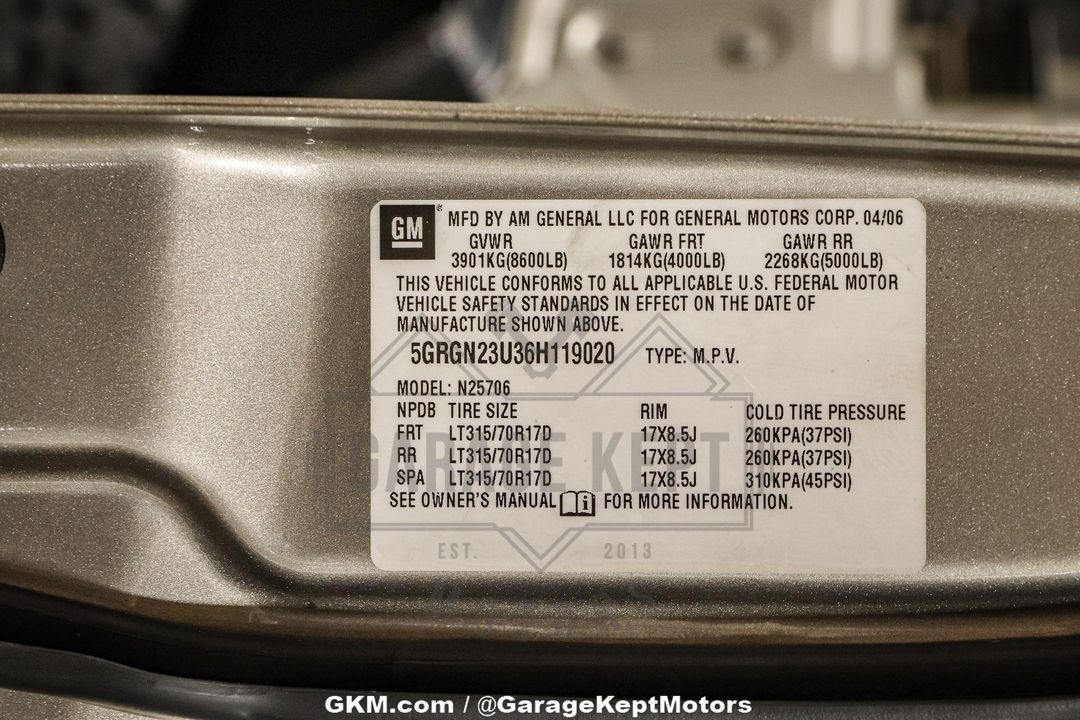 GM® MFD BY AM GENERAL LLC FOR GENERAL MOTORS CORP. 04/06
GVWR GAWR FRT GAWR RR
3901KG(8600LB) 1814KG(4000LB) 2268KG(5000LB)
THIS VEHICLE CONFORMS TO ALL APPLICABLE U.S. FEDERAL MOTOR
VEHICLE SAFETY STANDARDS IN EFFECT ON THE DATE OF
MANUFACTURE SHOWN ABOVE.
5GRGN23U36H119020 TYPE: M.P.V.
MODEL: N25706
NPDB TIRE SIZE RIM COLD TIRE PRESSURE
FRT LT315/70R17D 17X8.5J 260KPA(37PSI)
RR LT315/70R17D 17X8.5J 260KPA(37PSI)
SPA LT315/70R17D 17X8.5J 310KPA(45PSI)
SEE OWNER'S MANUAL i FOR MORE INFORMATION.
GARAGE KEPT
EST. 2013
GKM.com / @GarageKeptMotors